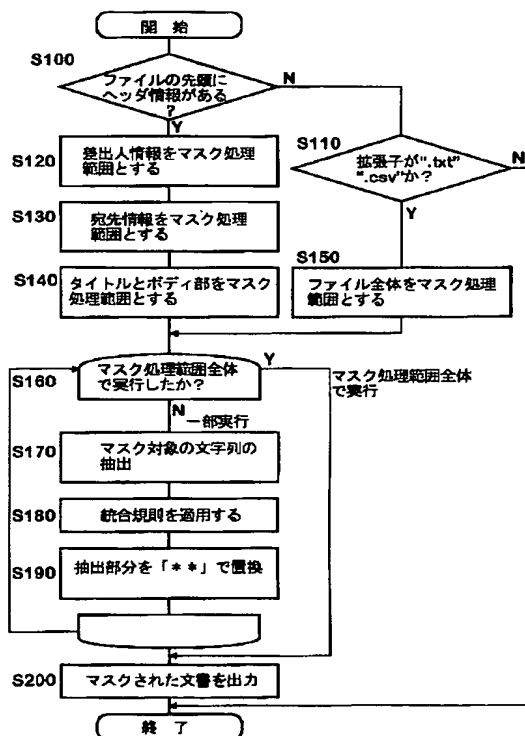 開 始
S100
ファイルの先頭に
ヘッダ情報がある
?
N
Y
S110
拡張子が".txt"
".csv"か?
N
Y
S120
差出人情報をマスク処理
範囲とする
S130
宛先情報をマスク処理
範囲とする
S140
タイトルとボディ部をマスク
処理範囲とする
S150
ファイル全体をマスク処理
範囲とする
S160
マスク処理範囲全体
で実行したか?
Y
マスク処理範囲全体
で実行
N
一部実行
S170
マスク対象の文字列の
抽出
S180
統合規則を適用する
S190
抽出部分を「**」で置換
S200
マスクされた文書を出力
終 了